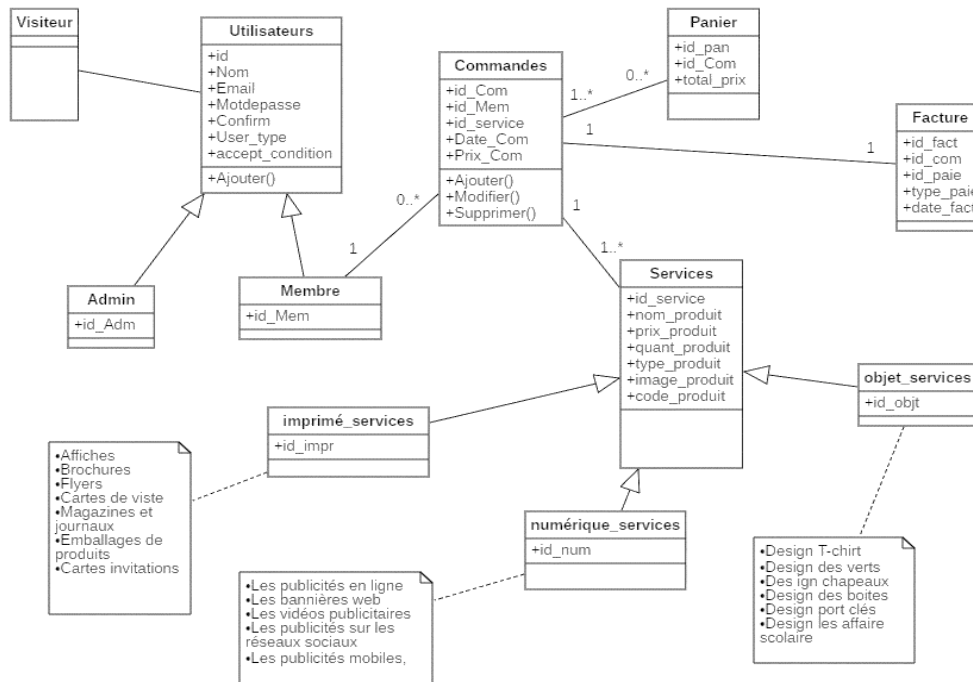 Visiteur
Utilisateurs
+id
+Nom
+Email
+Motdepasse
+Confirm
+User_type
+accept_condition
+Ajouter()
Commandes
+id_Com
+id_Mem
+id_service
+Date_Com
+Prix_Com
+Ajouter()
+Modifier()
+Supprimer()
Panier
+id_pan
+id_Com
+total_prix
0..*
1..*
1
1
Facture
+id_fact
+id_com
+id_paie
+type_paie
+date_fact
0..*
1
1
1..*
Admin
+id_Adm
Membre
+id_Mem
Services
+id_service
+nom_produit
+prix_produit
+quant_produit
+type_produit
+image_produit
+code_produit
objet_services
+id_objt
imprimé_services
+id_impr
numérique_services
+id_num
•Affiches
•Brochures
•Flyers
•Cartes de viste
•Magazines et
journaux
•Emballages de
produits
•Cartes invitations
•Les publicités en ligne
•Les bannières web
•Les vidéos publicitaires
•Les publicités sur les
réseaux sociaux
•Les publicités mobiles,
•Design T-chirt
•Design des verts
•Des ign chapeaux
•Design des boites
•Design port clés
•Design les affaire
scolaire